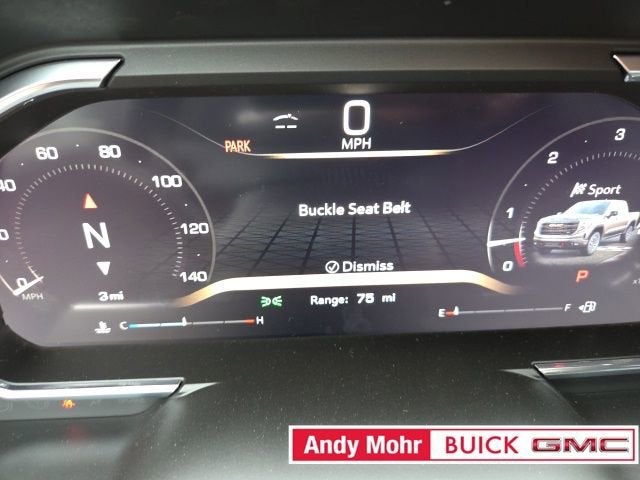 0
PARK
MPH
60 80
40 100
120
0 140
MPH
N
3 mi
Buckle Seat Belt
Dismiss
Range: 75 mi
C H
E F
3
2
1
0
Sport
P
Andy Mohr BUICK GMC